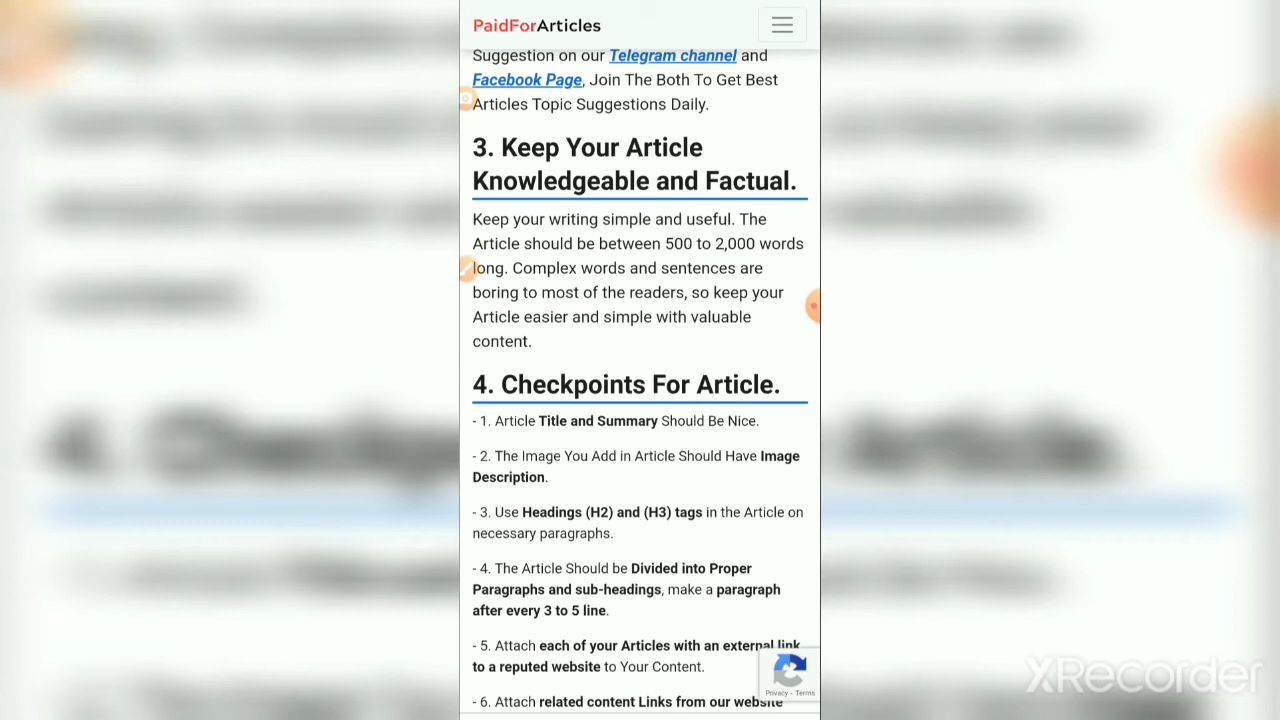 PaidForArticles
Suggestion on our Telegram channel and
Facebook Page, Join The Both To Get Best
Articles Topic Suggestions Daily.
3. Keep Your Article
Knowledgeable and Factual.
Keep your writing simple and useful. The
Article should be between 500 to 2,000 words
long. Complex words and sentences are
boring to most of the readers, so keep your
Article easier and simple with valuable
content.
4. Checkpoints For Article.
- 1. Article Title and Summary Should Be Nice.
- 2. The Image You Add in Article Should Have Image
Description.
- 3. Use Headings (H2) and (H3) tags in the Article on
necessary paragraphs.
- 4. The Article Should be Divided into Proper
Paragraphs and sub-headings, make a paragraph
after every 3 to 5 line.
- 5. Attach each of your Articles with an external link
to a reputed website to Your Content.
- 6. Attach related content Links from our website
Privacy - Terms
XRecorder